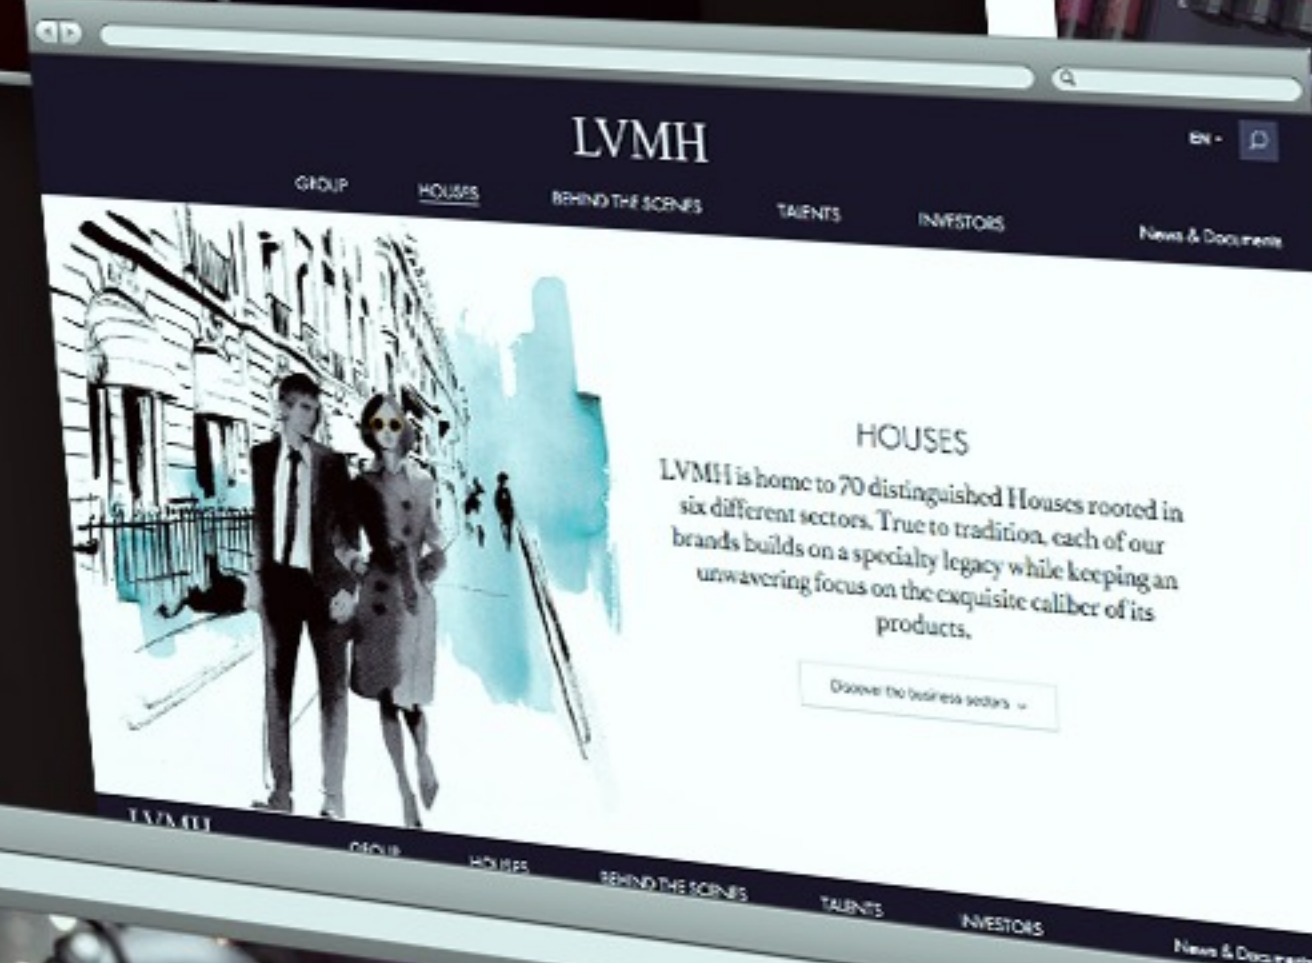 LVMH
EN
GROUP
HOUSES
BEHIND THE SCENES
TALENTS
INVESTORS
News & Documents
HOUSES
LVMH is home to 70 distinguished Houses rooted in
six different sectors. True to tradition, each of our
brands builds on a specialty legacy while keeping an
unwavering focus on the exquisite caliber of its
products.
Discover the business sectors
LVMH
GROUP
HOUSES
BEHIND THE SCENES
TALENTS
INVESTORS
News & Documents